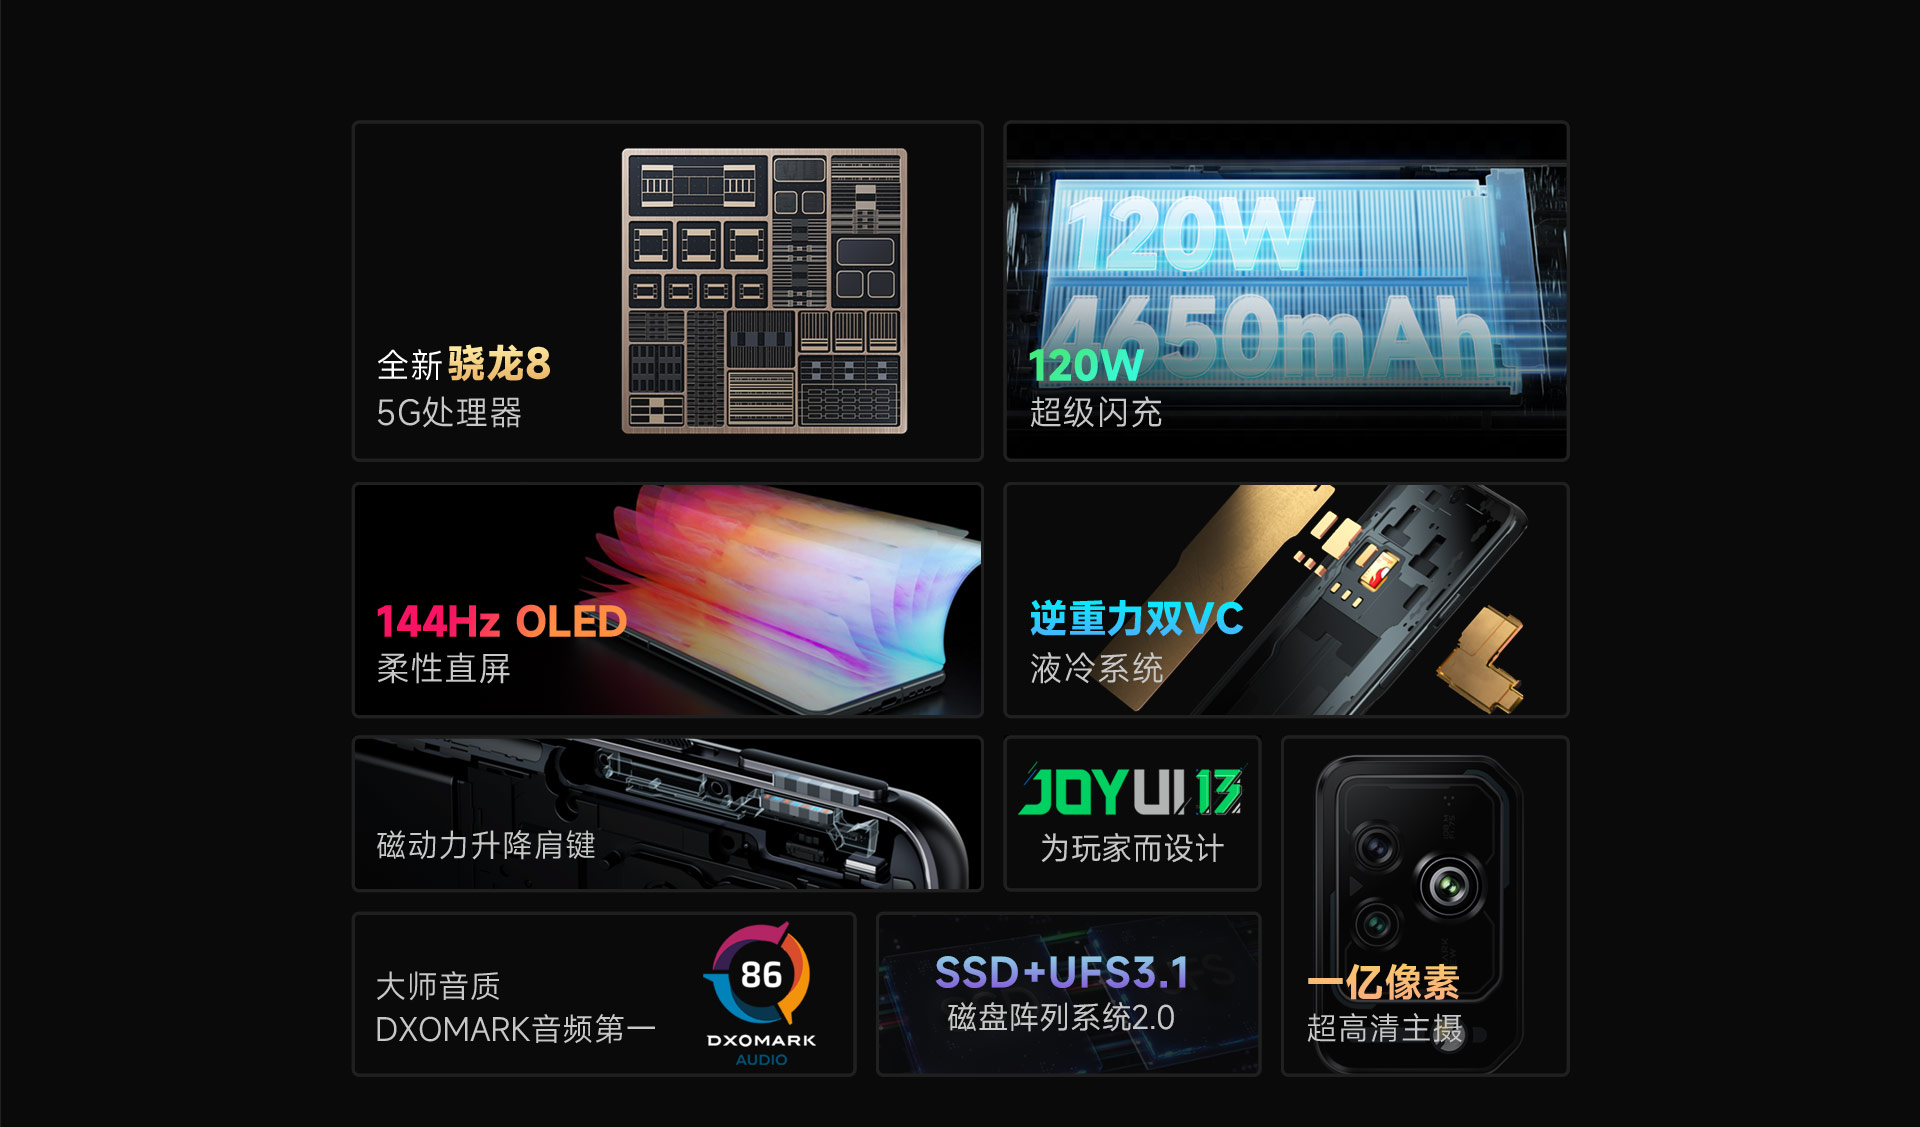 全新 骁龙8
5G处理器
120W
4650mAh
120W
超级闪充
144Hz OLED
柔性直屏
逆重力双VC
液冷系统
磁动力升降肩键
JOYUI 13
为玩家而设计
大师音质
DXOMARK音频第一
86
DXOMARK
AUDIO
SSD+UFS3.1
磁盘阵列系统2.0
一亿像素
超高清主摄